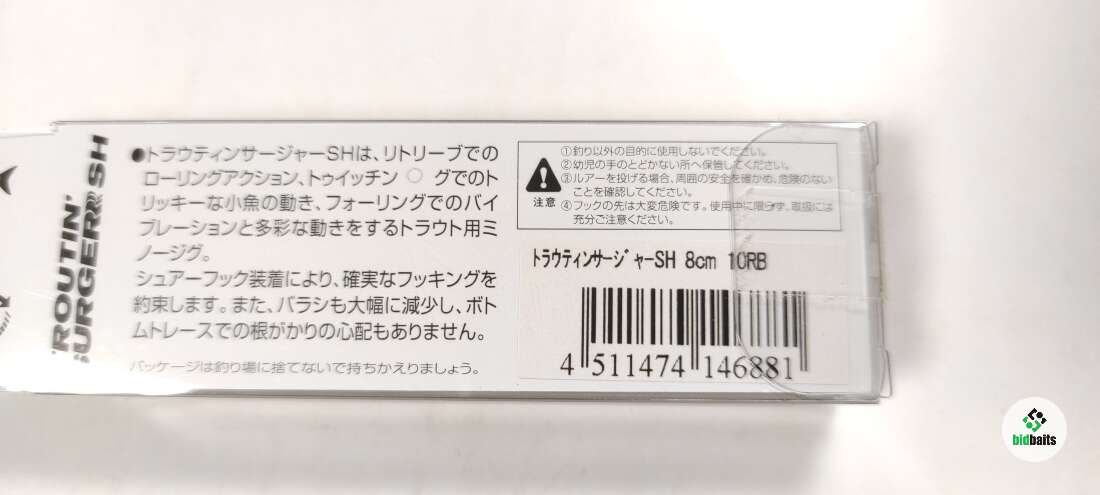 ROUTIN'
URGER SH
●トラウティンサージャーSHは、リトリーブでの
ローリングアクション、トゥイッチン グでのト
リッキーな小魚の動き、フォーリングでのバイ
ブレーションと多彩な動きをするトラウト用ミ
ノージグ。
シュアーフック装着により、確実なフッキングを
約束します。また、バラシも大幅に減少し、ボト
ムトレースでの根がかりの心配もありません。
パッケージは釣り場に捨てないで持ちかえりましょう。
注意
①釣り以外の目的に使用しないでください。
②幼児の手のとどかない所へ保管してください。
③ルアーを投げる場合、周囲の安全を確かめ、危険のない
ことを確認してください。
④フックの先は大変危険です。使用中に限らず、取扱には
充分ご注意ください。
ﾄﾗｳﾃｨﾝｻｰｼﾞｬｰSH 8cm 10RB
4 511474 146881
bidbaits